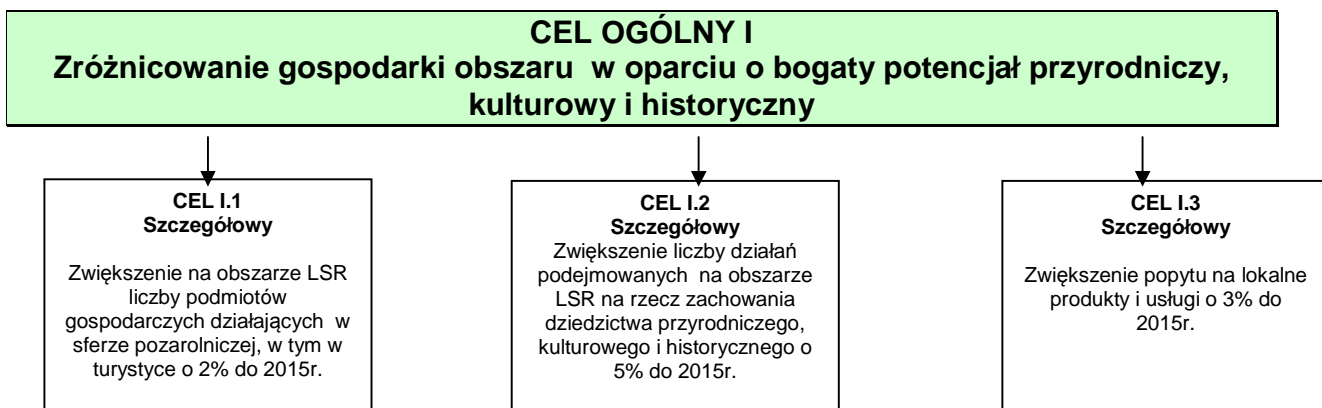 CEL OGÓLNY I
Zróżnicowanie gospodarki obszaru w oparciu o bogaty potencjał przyrodniczy,
kulturowy i historyczny
CEL I.1
Szczegółowy
Zwiększenie na obszarze LSR
liczby podmiotów
gospodarczych działających w
sferze pozarolniczej, w tym w
turystyce o 2% do 2015r.
CEL I.2
Szczegółowy
Zwiększenie liczby działań
podejmowanych na obszarze
LSR na rzecz zachowania
dziedzictwa przyrodniczego,
kulturowego i historycznego o
5% do 2015r.
CEL I.3
Szczegółowy
Zwiększenie popytu na lokalne
produkty i usługi o 3% do
2015r.